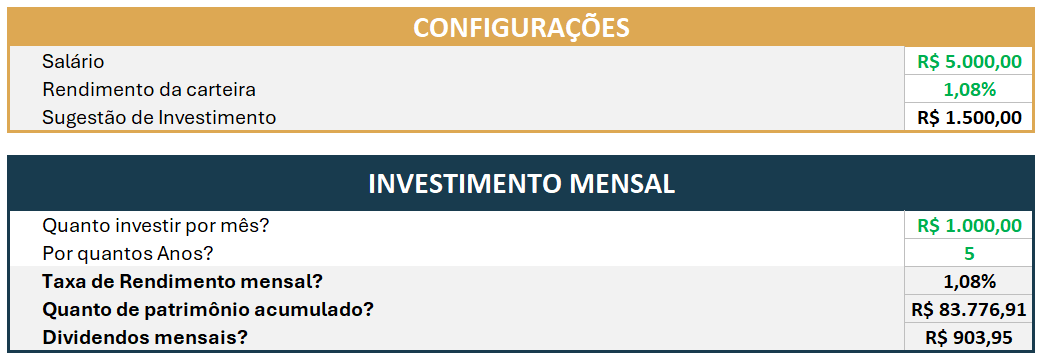 CONFIGURAÇÕES
Salário R$ 5.000,00
Rendimento da carteira 1,08%
Sugestão de Investimento R$ 1.500,00
INVESTIMENTO MENSAL
Quanto investir por mês? R$ 1.000,00
Por quantos Anos? 5
Taxa de Rendimento mensal? 1,08%
Quanto de patrimônio acumulado? R$ 83.776,91
Dividendos mensais? R$ 903,95